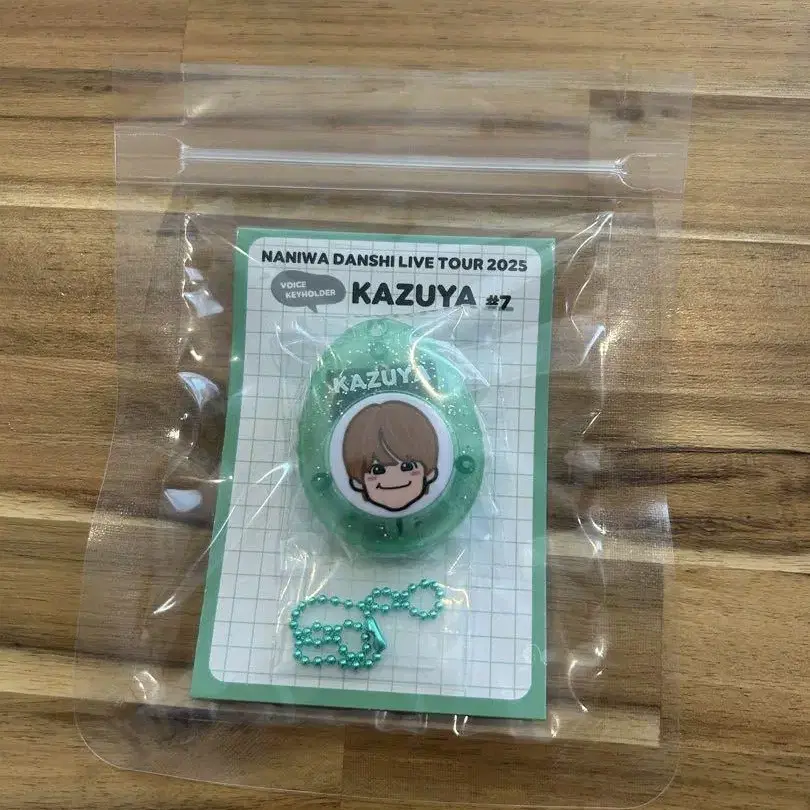 NANIWA DANSHI LIVE TOUR 2025
VOICE
KEYHOLDER
KAZUYA #7
KAZUYA